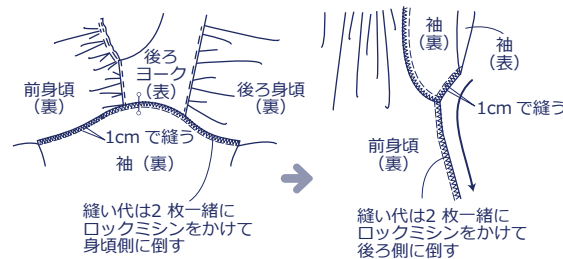 後ろ
ヨーク
(表)
前身頃
(裏)
後ろ身頃
(裏)
1cm で縫う
袖(裏)
縫い代は2 枚一緒に
ロックミシンをかけて
身頃側に倒す
袖
(裏)
袖
(表)
1cm で縫う
前身頃
(裏)
縫い代は2 枚一緒に
ロックミシンをかけて
後ろ側に倒す